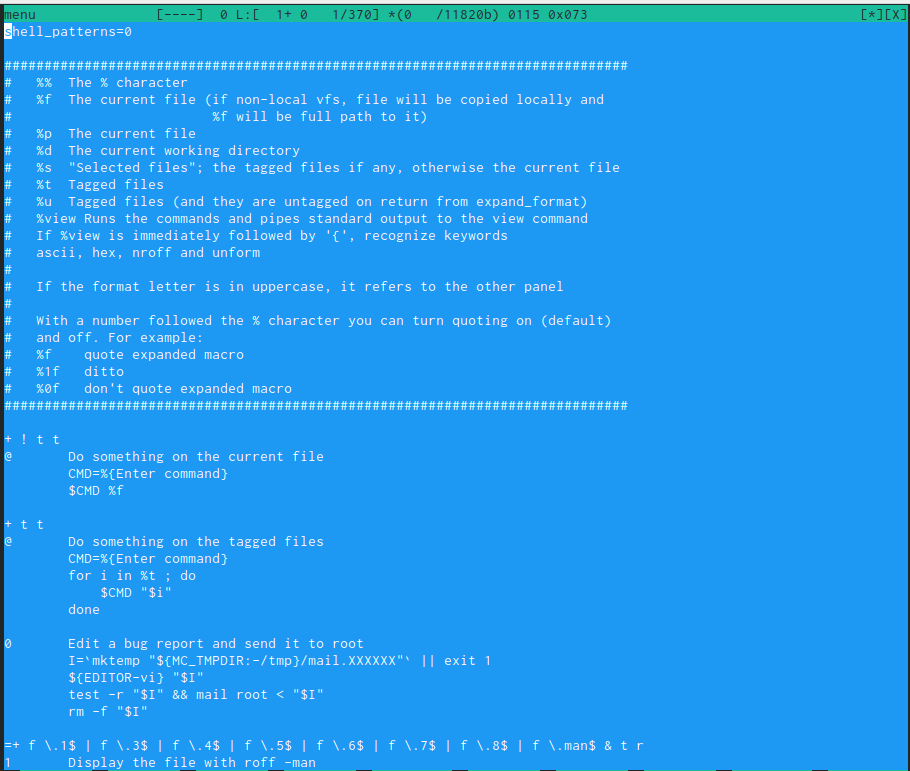 menu [----] 0 L:[ 1+ 0 1/370] *(0 /11820b) 0115 0x073 [*][X]
shell_patterns=0
##############################################################################
# %% The % character
# %f The current file (if non-local vfs, file will be copied locally and
# %f will be full path to it)
# %p The current file
# %d The current working directory
# %s "Selected files"; the tagged files if any, otherwise the current file
# %t Tagged files
# %u Tagged files (and they are untagged on return from expand_format)
# %view Runs the commands and pipes standard output to the view command
# If %view is immediately followed by '{', recognize keywords
# ascii, hex, nroff and unform
#
# If the format letter is in uppercase, it refers to the other panel
#
# With a number followed the % character you can turn quoting on (default)
# and off. For example:
# %f quote expanded macro
# %1f ditto
# %0f don't quote expanded macro
##############################################################################
+ ! t t
@ Do something on the current file
CMD=%{Enter command}
$CMD %f
+ t t
@ Do something on the tagged files
CMD=%{Enter command}
for i in %t ; do
$CMD "$i"
done
0 Edit a bug report and send it to root
I=`mktemp "${MC_TMPDIR:-/tmp}/mail.XXXXXX"` || exit 1
${EDITOR-vi} "$I"
test -r "$I" && mail root < "$I"
rm -f "$I"
=+ f \.1$ | f \.3$ | f \.4$ | f \.5$ | f \.6$ | f \.7$ | f \.8$ | f \.man$ & t r
1 Display the file with roff -man